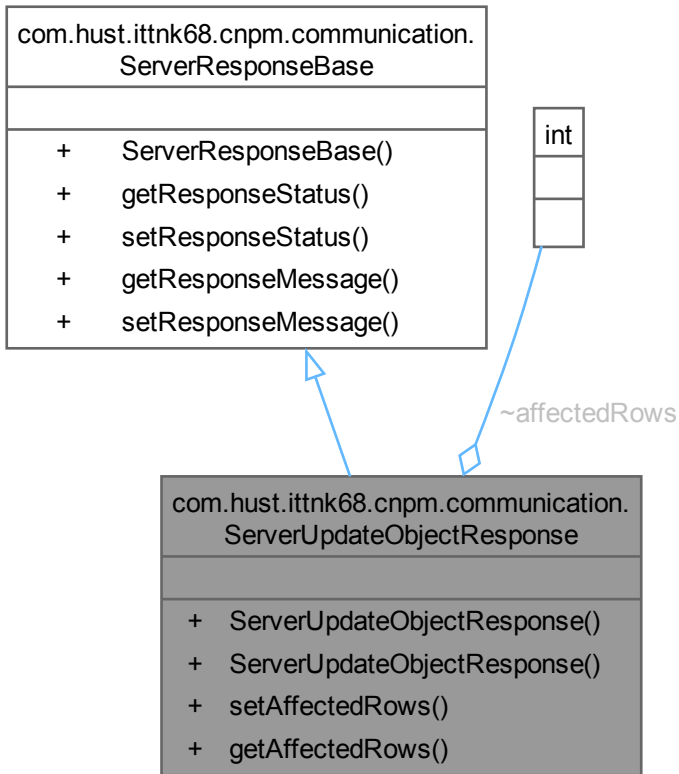 com.hust.ittnk68.cnpm.communication.
ServerResponseBase
+ ServerResponseBase()
+ getResponseStatus()
+ setResponseStatus()
+ getResponseMessage()
+ setResponseMessage()
int
~affectedRows
com.hust.ittnk68.cnpm.communication.
ServerUpdateObjectResponse
+ ServerUpdateObjectResponse()
+ ServerUpdateObjectResponse()
+ setAffectedRows()
+ getAffectedRows()